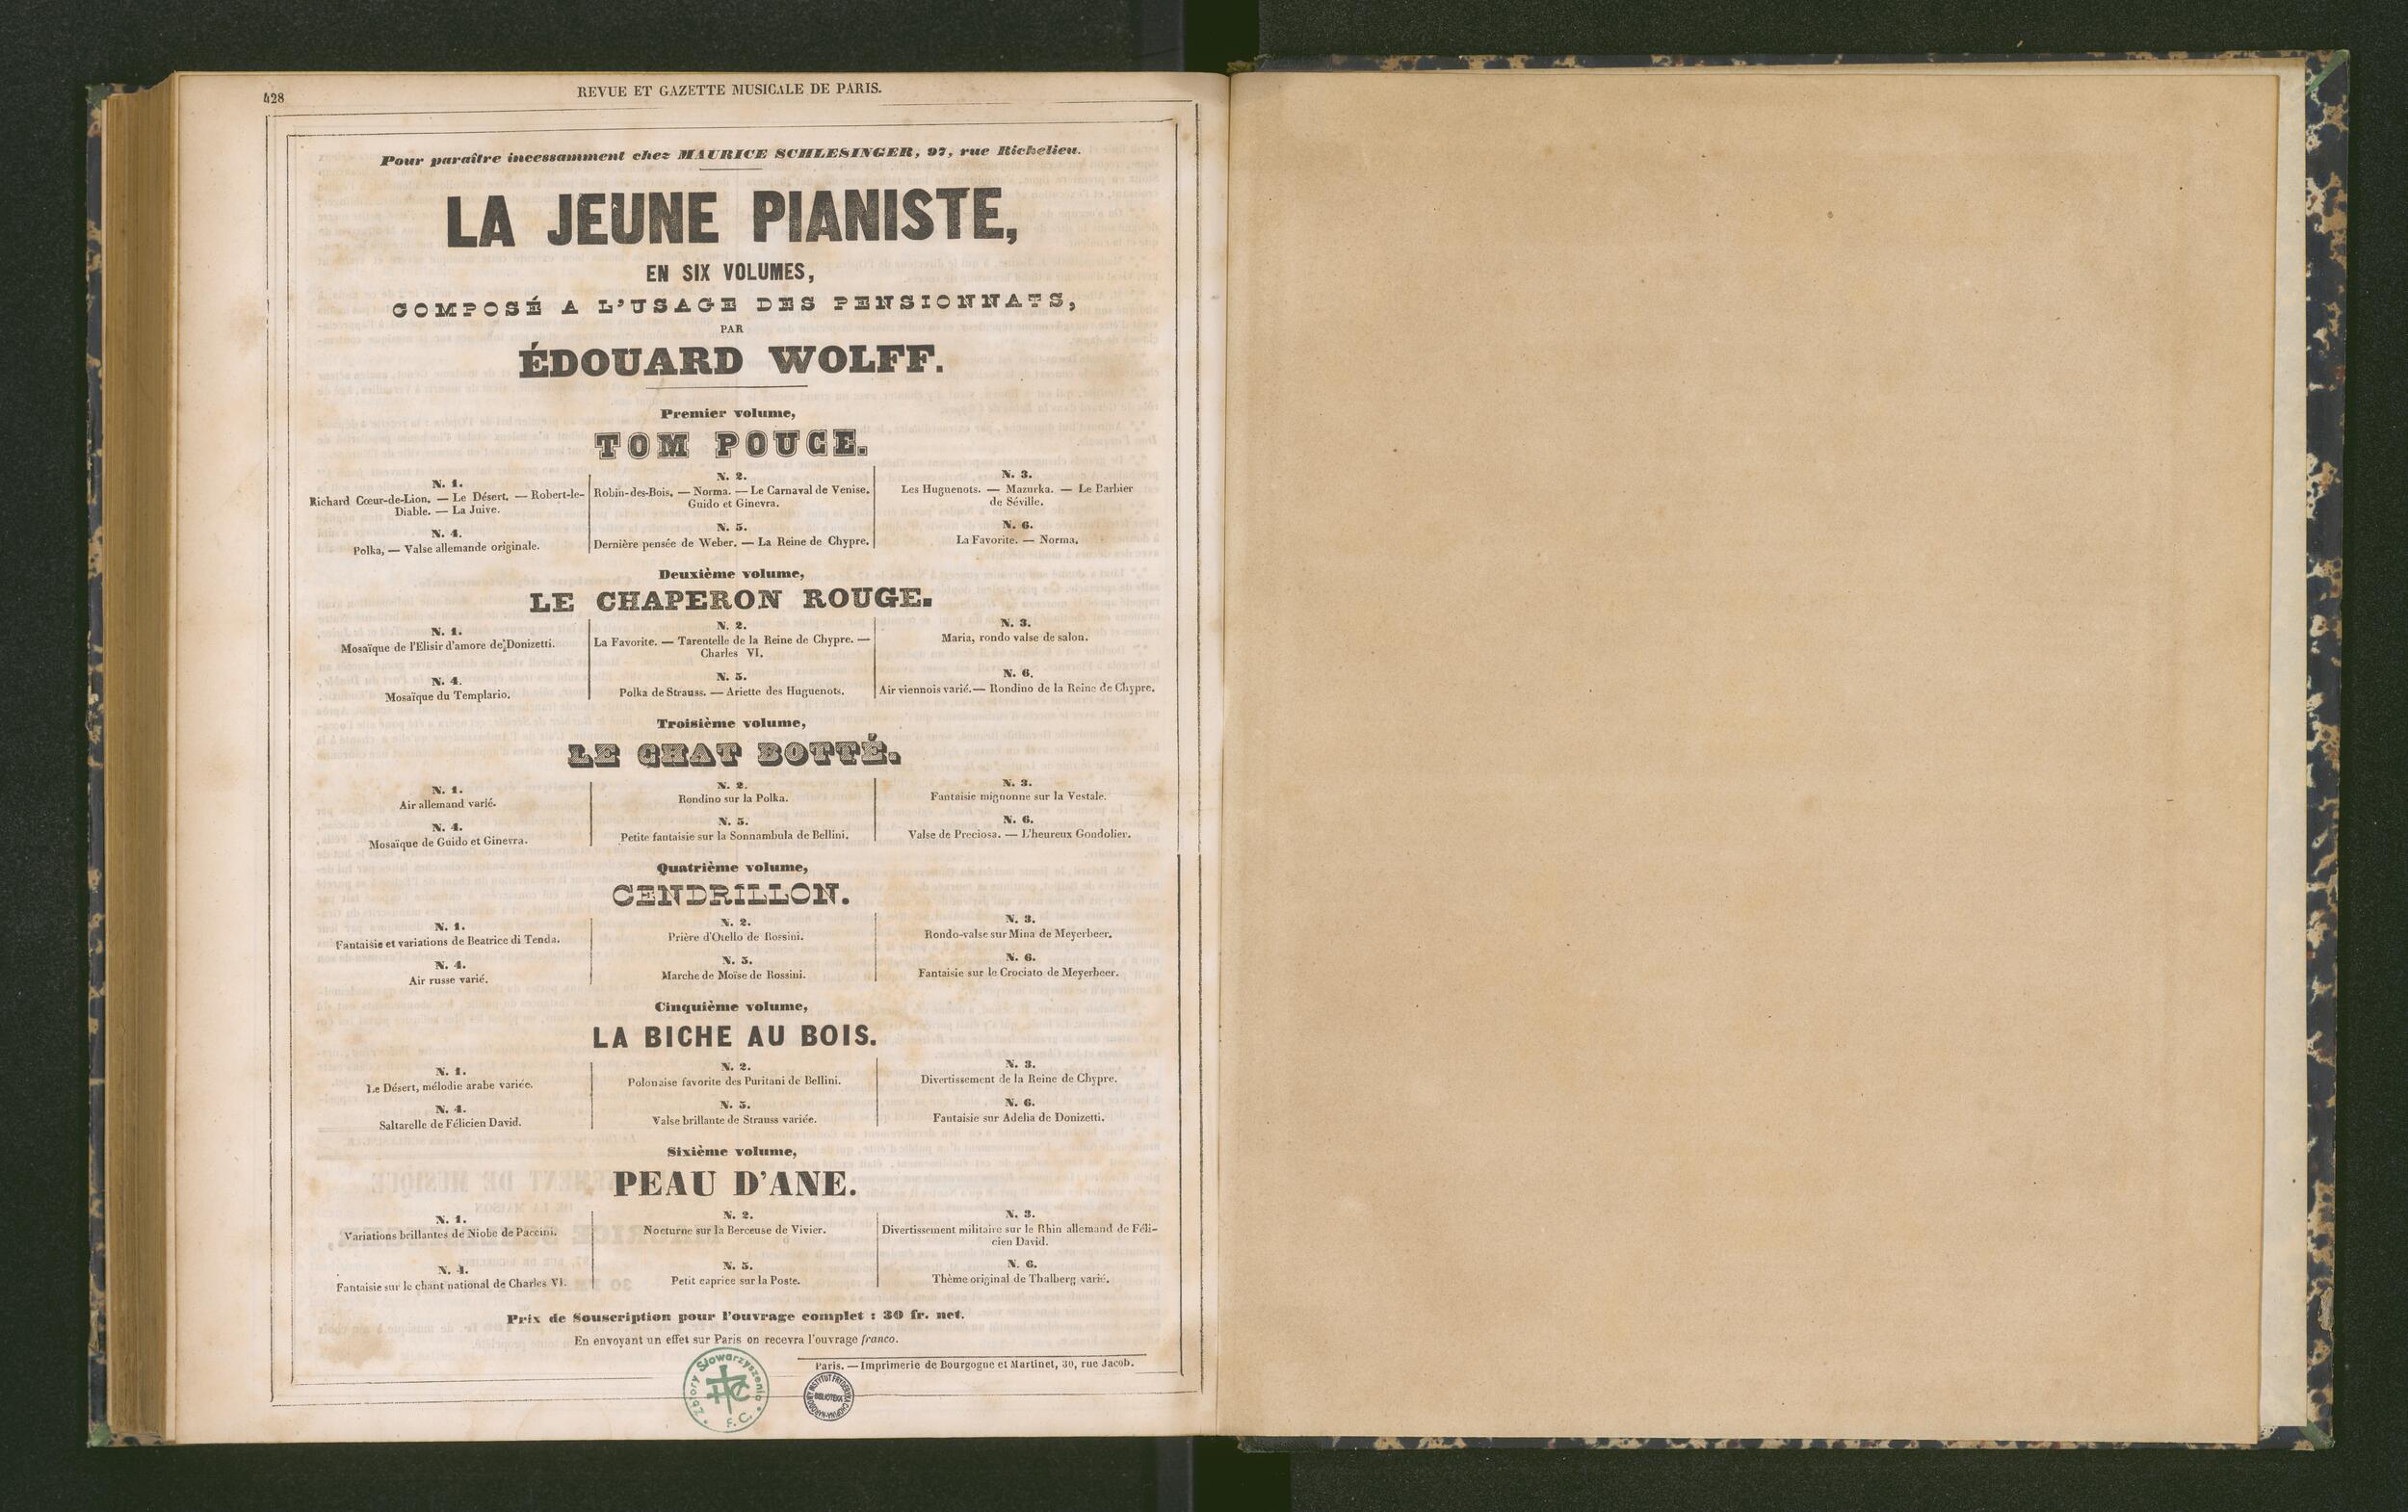 428
REVUE ET GAZETTE MUSICALE DE PARIS.
Pour paraître incessamment chez MAURICE SCHLESINGER, 97, rue Richelieu.
LA JEUNE PIANISTE,
EN SIX VOLUMES,
COMPOSÉ A L'USAGE DES PENSIONNATS,
PAR
ÉDOUARD WOLFF.
Premier volume,
TOM POUCE.
N. 1.
Richard Cœur-de-Lion. — Le Désert. — Robert-le-
Diable. — La Juive.
N. 4.
Polka, — Valse allemande originale.
N. 2.
Robin-des-Bois. — Norma. — Le Carnaval de Venise.
Guido et Ginevra.
N. 5.
Dernière pensée de Weber. — La Reine de Chypre.
N. 3.
Les Huguenots. — Mazurka. — Le Barbier
de Séville.
N. 6.
La Favorite. — Norma.
Deuxième volume,
LE CHAPERON ROUGE.
N. 1.
Mosaïque de l'Elisir d'amore de Donizetti.
N. 4.
Mosaïque du Templario.
N. 2.
La Favorite. — Tarentelle de la Reine de Chypre. —
Charles VI.
N. 5.
Polka de Strauss. — Ariette des Huguenots.
N. 3.
Maria, rondo valse de salon.
N. 6.
Air viennois varié. — Rondino de la Reine de Chypre.
Troisième volume,
LE CHAT BOTTÉ.
N. 1.
Air allemand varié.
N. 4.
Mosaïque de Guido et Ginevra.
N. 2.
Rondino sur la Polka.
N. 5.
Petite fantaisie sur la Sonnambula de Bellini.
N. 3.
Fantaisie mignonne sur la Vestale.
N. 6.
Valse de Preciosa. — L'heureux Gondolier.
Quatrième volume,
CENDRILLON.
N. 1.
Fantaisie et variations de Beatrice di Tenda.
N. 4.
Air russe varié.
N. 2.
Prière d'Otello de Rossini.
N. 5.
Marche de Moïse de Rossini.
N. 3.
Rondo-valse sur Mina de Meyerbeer.
N. 6.
Fantaisie sur le Crociato de Meyerbeer.
Cinquième volume,
LA BICHE AU BOIS.
N. 1.
Le Désert, mélodie arabe variée.
N. 4.
Saltarelle de Félicien David.
N. 2.
Polonaise favorite des Puritani de Bellini.
N. 5.
Valse brillante de Strauss variée.
N. 3.
Divertissement de la Reine de Chypre.
N. 6.
Fantaisie sur Adelia de Donizetti.
Sixième volume,
PEAU D'ANE.
N. 1.
Variations brillantes de Niobe de Paccini.
N. 4.
Fantaisie sur le chant national de Charles VI.
N. 2.
Nocturne sur la Berceuse de Vivier.
N. 5.
Petit caprice sur la Poste.
N. 3.
Divertissement militaire sur le Rhin allemand de Féli-
cien David.
N. 6.
Thème original de Thalberg varié.
Prix de Souscription pour l'ouvrage complet : 30 fr. net.
En envoyant un effet sur Paris on recevra l'ouvrage franco.
Paris. — Imprimerie de Bourgogne et Martinet, 30, rue Jacob.
Zbiory Stowarzyszenia
F. C.
BIBLIOTEKA